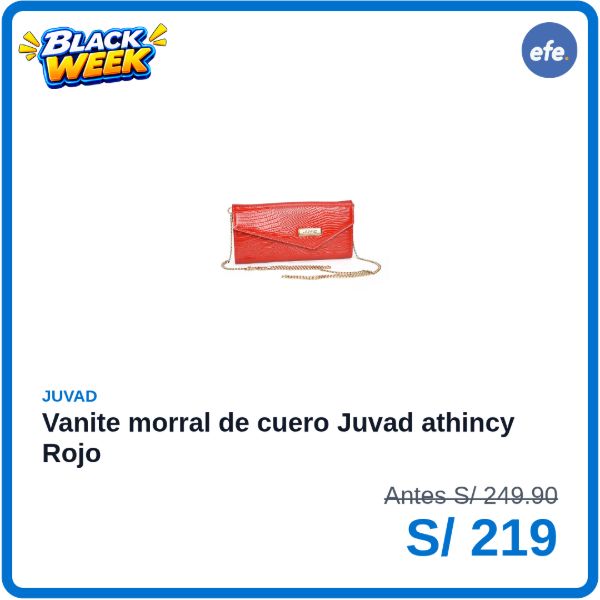 BLACK
WEEK
efe.
JUVAD
Vanite morral de cuero Juvad athincy
Rojo
Antes S/ 249.90
S/ 219